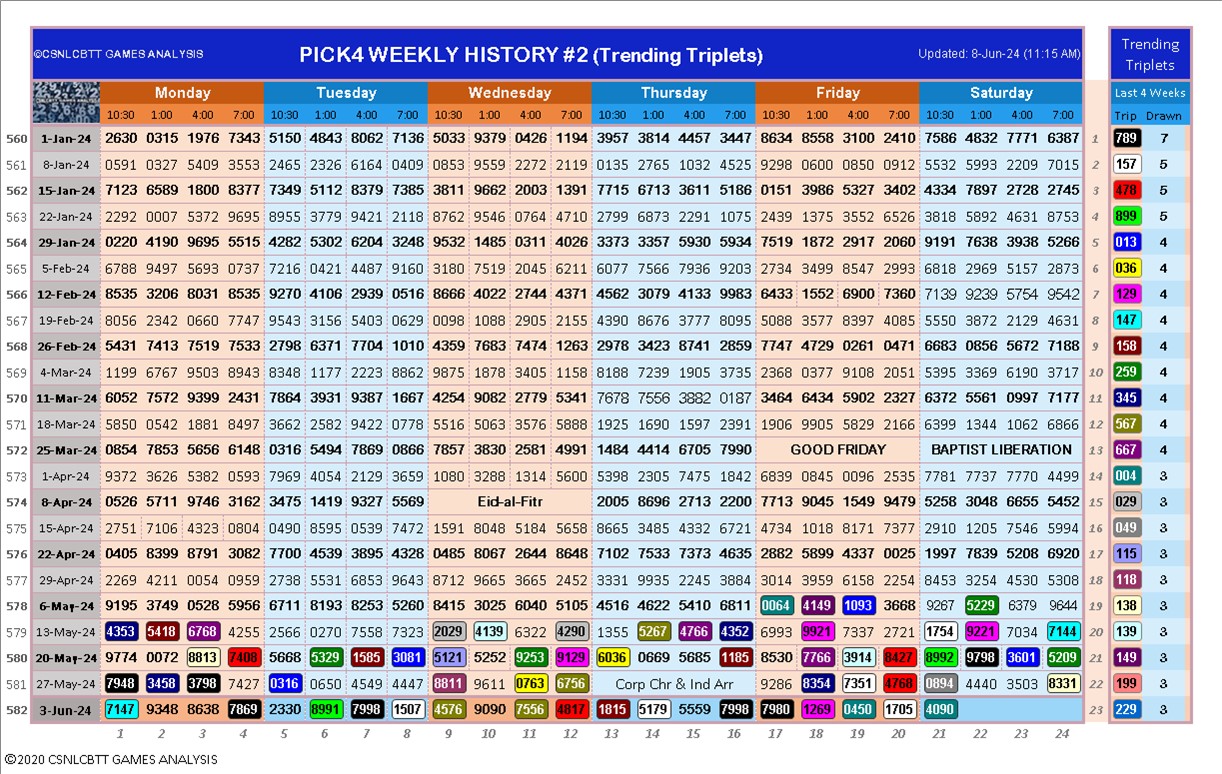 ©CSNLCBTT GAMES ANALYSIS PICK4 WEEKLY HISTORY #2 (Trending Triplets) Updated: 8-Jun-24 (11:15 AM) Trending Triplets
Monday Tuesday Wednesday Thursday Friday Saturday Last 4 Weeks
10:30 1:00 4:00 7:00 10:30 1:00 4:00 7:00 10:30 1:00 4:00 7:00 10:30 1:00 4:00 7:00 10:30 1:00 4:00 7:00 10:30 1:00 4:00 7:00 Trip Drawn
560 1-Jan-24 2630 0315 1976 7343 5150 4843 8062 7136 5033 9379 0426 1194 3957 3814 4457 3447 8634 8558 3100 2410 7586 4832 7771 6387 1 789 7
561 8-Jan-24 0591 0327 5409 3553 2465 2326 6164 0409 0853 9559 2272 2119 0135 2765 1037 4525 9298 0600 0850 0912 5532 5993 2209 7015 2 157 5
562 15-Jan-24 7123 6589 1800 8377 7349 5112 8379 7385 3811 9662 2003 1391 7715 6713 3611 5186 0151 3986 5327 3402 4334 7897 2728 2745 3 478 5
563 22-Jan-24 2292 0007 5372 9695 8955 3779 9421 2118 8762 9546 0764 4710 2799 6873 2291 1075 2439 1375 3552 6526 3818 5892 4631 8753 4 899 5
564 29-Jan-24 0220 4190 9695 5515 4282 5302 6204 3248 9532 1485 0311 4026 3373 3357 5930 5934 7519 1872 2917 2060 9191 7638 3938 5266 5 013 4
565 5-Feb-24 6788 9497 5693 0737 7216 0421 4487 9160 3180 7519 2045 6211 6077 7566 7936 9203 2734 3499 8547 2993 6818 2969 5157 2873 6 036 4
566 12-Feb-24 8535 3206 8031 8535 9270 4106 2939 0516 8666 4022 2744 4371 4562 3079 4133 9983 6433 1552 6900 7360 7139 9239 5754 9542 7 129 4
567 19-Feb-24 8056 2342 0660 7747 9543 3156 5403 0629 0098 1088 2905 2155 4390 8676 3777 8095 5088 3577 8397 4085 5550 3872 2129 4631 8 147 4
568 26-Feb-24 5431 7413 7519 7533 2798 6371 7704 1010 4359 7683 7474 1263 2978 3423 8741 2859 7747 4729 0261 0471 6683 0856 5672 7188 9 158 4
569 4-Mar-24 1199 6767 9503 8943 8348 1177 2223 8862 9875 1878 3405 1158 8188 7239 1905 3735 2368 0377 9108 2051 5395 3369 6190 3717 10 259 4
570 11-Mar-24 6052 7572 9399 2431 7864 3931 9387 1667 4254 9082 2779 5341 7678 7556 3882 0187 3464 6434 5902 2327 6372 5561 0997 7177 11 345 4
571 18-Mar-24 5850 0542 1881 8497 3662 2582 9422 0778 5516 5063 3576 5888 1925 1690 1597 2391 1906 9905 5829 2166 6399 1344 1062 6866 12 567 4
572 25-Mar-24 0854 7853 5656 6148 0316 5494 7869 0866 7857 3830 2581 4991 1484 4414 6705 7990 GOOD FRIDAY BAPTIST LIBERATION 13 667 4
573 1-Apr-24 9372 3626 5382 0593 7969 4054 2129 3659 1080 3288 1314 5600 5398 2305 7475 1842 6839 0845 0096 2535 7781 7737 7770 4499 14 004 3
574 8-Apr-24 0526 5711 9746 3162 3475 1419 9327 5569 Eid-al-Fitr 2005 8696 2713 2200 7713 9045 1549 9479 5258 3048 6655 5452 15 029 3
575 15-Apr-24 2751 7106 4323 0804 0490 8595 0539 7472 1591 8048 5184 5658 8665 3485 4332 6721 4734 1018 8171 7377 2910 1205 7546 5994 16 049 3
576 22-Apr-24 0405 8399 8791 3082 7700 4539 3895 4328 0485 8067 2644 8648 7102 7533 7373 4635 2882 5899 4337 0025 1997 7839 5208 6920 17 115 3
577 29-Apr-24 2269 4211 0054 0959 2738 5531 6853 9643 8712 9665 3665 2452 3331 9935 2245 3884 3014 3959 6158 2254 8453 3254 4530 5308 18 118 3
578 6-May-24 9195 3749 0528 5956 6711 8193 8253 5260 8415 3025 6040 5105 4516 4622 5410 6811 0064 4149 1093 3668 9267 5229 6379 9644 19 138 3
579 13-May-24 4353 5418 6768 4255 2566 0270 7558 7323 2029 4139 6322 4290 1355 5267 4766 4352 6993 9921 7337 2721 1754 9221 7034 7144 20 139 3
580 20-May-24 9774 0072 8813 7408 5668 5329 1585 3081 5121 5252 9253 9129 6036 0669 5685 1185 8530 7766 3914 8427 8992 9798 3601 5209 21 149 3
581 27-May-24 7948 3458 3798 7427 0316 0650 4549 4447 8811 9611 0763 6756 Corp Chr & Ind Arr 9286 8354 7351 4768 0894 4440 3503 8331 22 199 3
582 3-Jun-24 7147 9348 8638 7869 2330 8991 7998 1507 4576 9090 7556 4817 1815 5179 5559 7998 7980 1269 0450 1705 4090 23 229 3
1 2 3 4 5 6 7 8 9 10 11 12 13 14 15 16 17 18 19 20 21 22 23 24
©2020 CSNLCBTT GAMES ANALYSIS